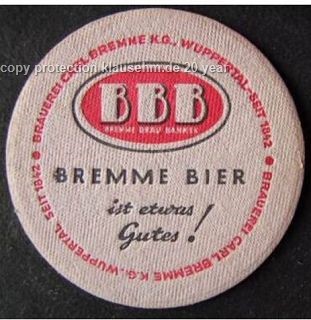 copy protection klausehm.de 20 year
BRAUEREI CARL BREMME K.G., WUPPERTAL-SEIT 1842
BRAUEREI CARL BREMME K.G., WUPPERTAL SEIT 1842
BBB
BREMME BRÄU BARMEN
BREMME BIER
ist etwas
Gutes!